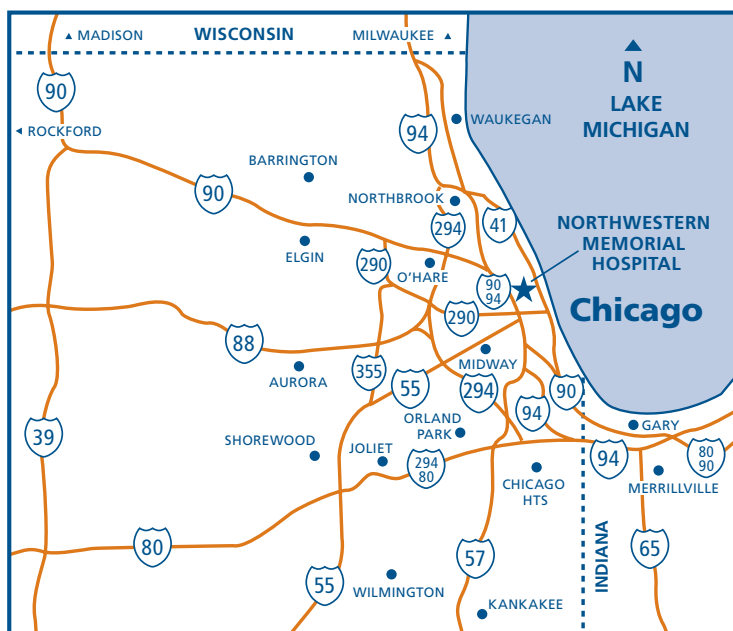 ▲ MADISON
WISCONSIN
MILWAUKEE ▲
N
LAKE
MICHIGAN
90
◄ ROCKFORD
94
WAUKEGAN
BARRINGTON
90
NORTHBROOK
41
294
NORTHWESTERN
MEMORIAL
HOSPITAL
ELGIN
290
O'HARE
90
94
Chicago
290
88
MIDWAY
AURORA
355
55
294
90
94
39
ORLAND
PARK
GARY
SHOREWOOD
JOLIET
294
80
94
80
90
CHICAGO
HTS
MERRILLVILLE
80
57
65
INDIANA
55
WILMINGTON
KANKAKEE